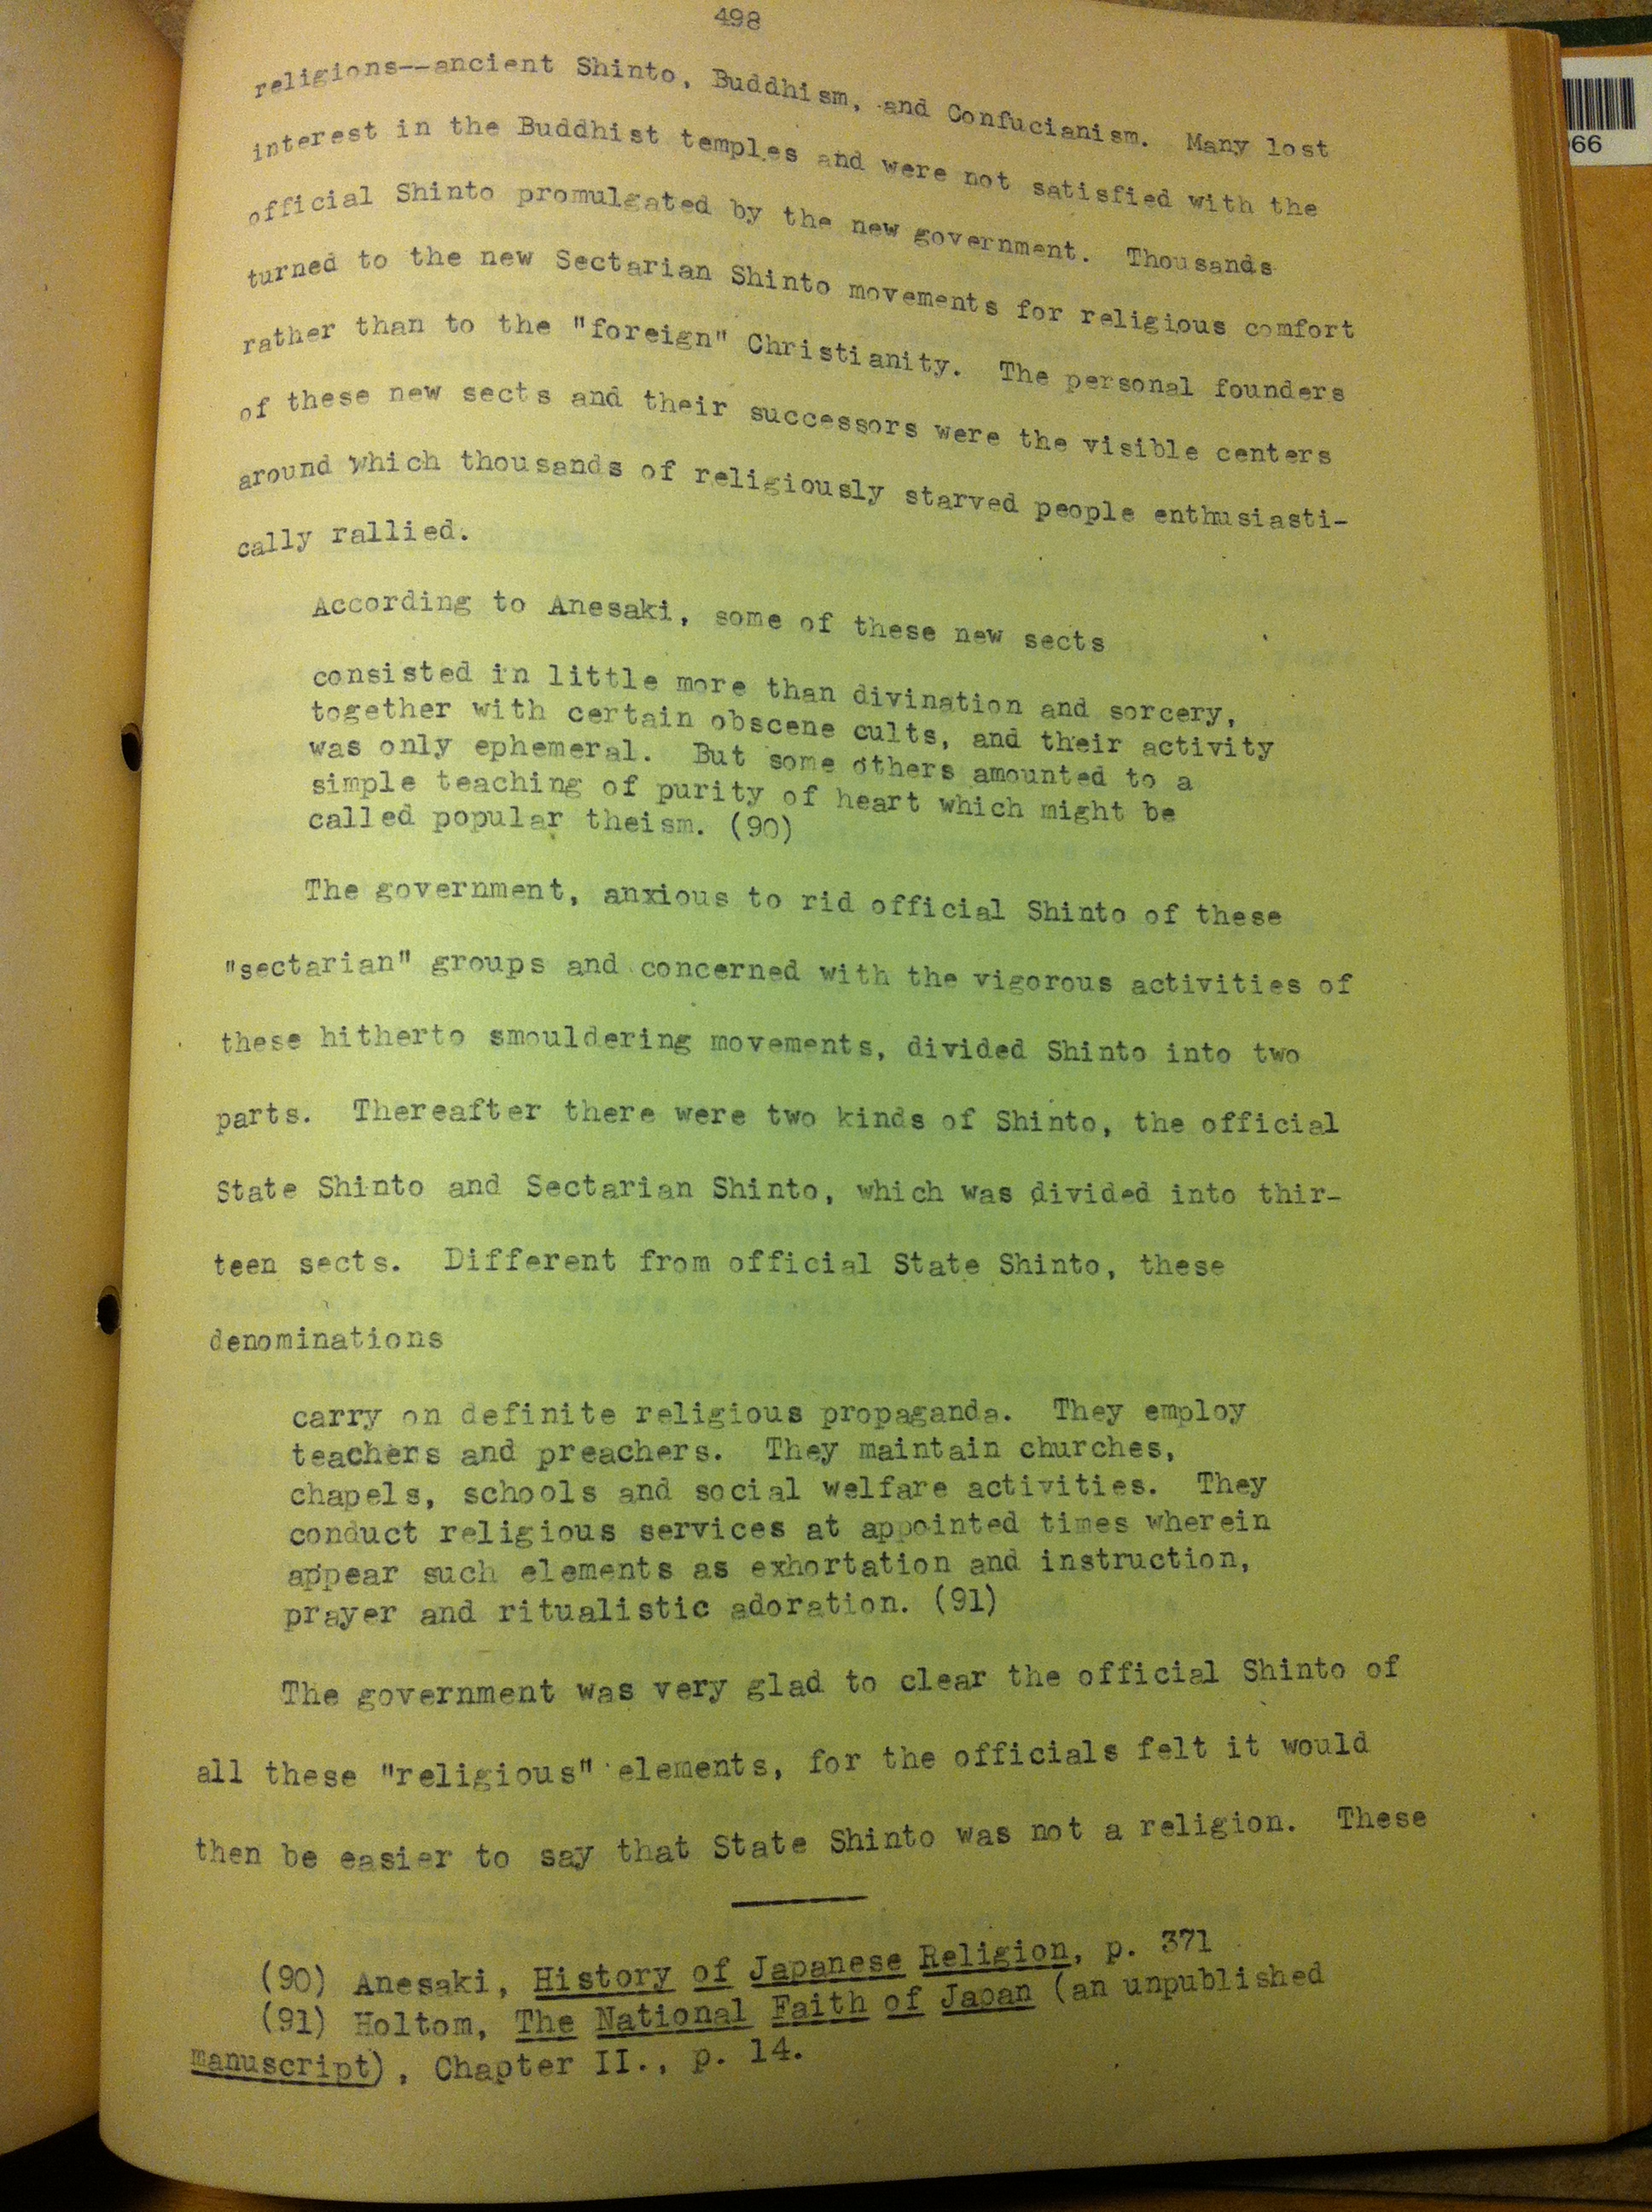 498
religions--ancient Shinto, Buddhism, and Confucianism. Many lost
interest in the Buddhist temples and were not satisfied with the
official Shinto promulgated by the new government. Thousands
turned to the new Sectarian Shinto movements for religious comfort
rather than to the "foreign" Christianity. The personal founders
of these new sects and their successors were the visible centers
around which thousands of religiously starved people enthusiasti-
cally rallied.
According to Anesaki, some of these new sects
consisted in little more than divination and sorcery,
together with certain obscene cults, and their activity
was only ephemeral. But some others amounted to a
simple teaching of purity of heart which might be
called popular theism. (90)
The government, anxious to rid official Shinto of these
"sectarian" groups and concerned with the vigorous activities of
these hitherto smouldering movements, divided Shinto into two
parts. Thereafter there were two kinds of Shinto, the official
State Shinto and Sectarian Shinto, which was divided into thir-
teen sects. Different from official State Shinto, these
denominations
carry on definite religious propaganda. They employ
teachers and preachers. They maintain churches,
chapels, schools and social welfare activities. They
conduct religious services at appointed times wherein
appear such elements as exhortation and instruction,
prayer and ritualistic adoration. (91)
The government was very glad to clear the official Shinto of
all these "religious" elements, for the officials felt it would
then be easier to say that State Shinto was not a religion. These
(90) Anesaki, History of Japanese Religion, p. 371
(91) Holtom, The National Faith of Japan (an unpublished
manuscript), Chapter II., p. 14.
66